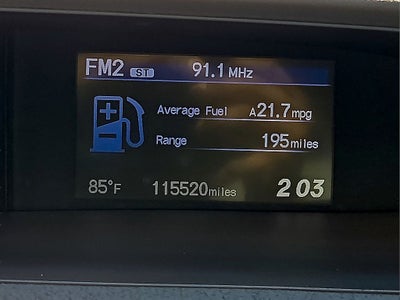 FM2 ST 91.1 MHz
Average Fuel A21.7mpg
Range 195miles
85°F 115520miles 2 03